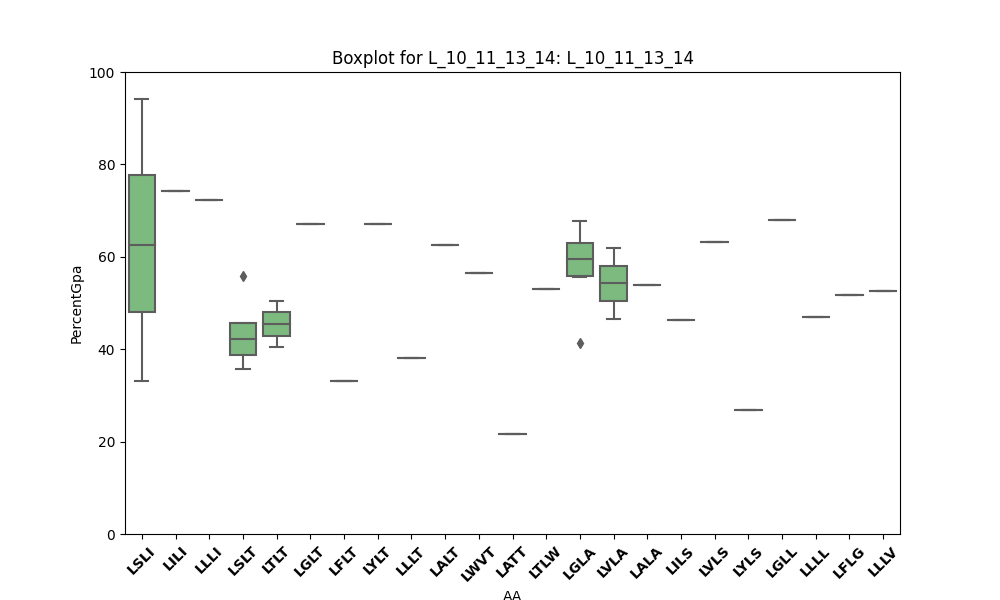 Boxplot for L_10_11_13_14: L_10_11_13_14
PercentGpa
100
80
60
40
20
0
LSLI LILI LLLI LSLT LTLT LGLT LFLT LYLT LLLT LALT LWVT LATT LTLW LGLA LVLA LALA LILS LVLS LYLS LGLL LLLL LFLG LLLV
AA